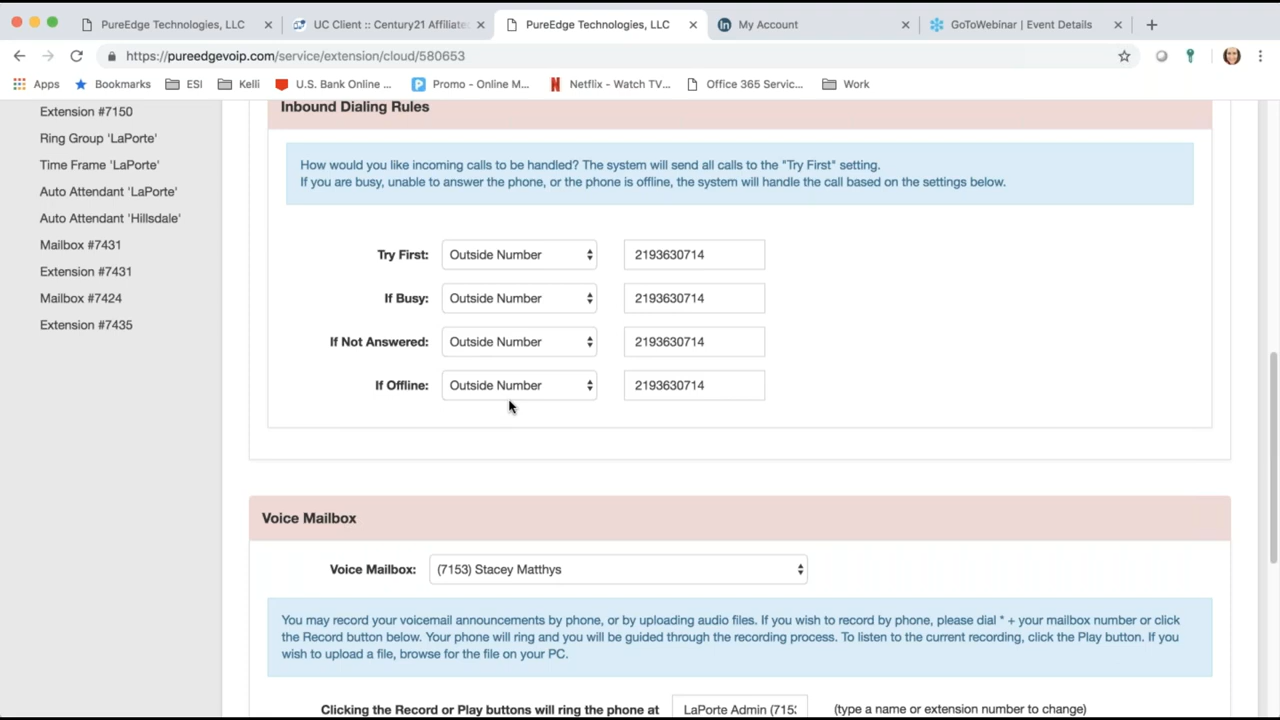 PureEdge Technologies, LLC
UC Client :: Century21 Affiliate
PureEdge Technologies, LLC
My Account
GoToWebinar | Event Details
https://pureedgevoip.com/service/extension/cloud/580653
Apps
Bookmarks
ESI
Kelli
U.S. Bank Online ...
Promo - Online M...
Netflix - Watch TV...
Office 365 Servic...
Work
Extension #7150
Ring Group 'LaPorte'
Time Frame 'LaPorte'
Auto Attendant 'LaPorte'
Auto Attendant 'Hillsdale'
Mailbox #7431
Extension #7431
Mailbox #7424
Extension #7435
Inbound Dialing Rules
How would you like incoming calls to be handled? The system will send all calls to the "Try First" setting.
If you are busy, unable to answer the phone, or the phone is offline, the system will handle the call based on the settings below.
Try First: Outside Number 2193630714
If Busy: Outside Number 2193630714
If Not Answered: Outside Number 2193630714
If Offline: Outside Number 2193630714
Voice Mailbox
Voice Mailbox: (7153) Stacey Matthys
You may record your voicemail announcements by phone, or by uploading audio files. If you wish to record by phone, please dial * + your mailbox number or click
the Record button below. Your phone will ring and you will be guided through the recording process. To listen to the current recording, click the Play button. If you
wish to upload a file, browse for the file on your PC.
Clicking the Record or Play buttons will ring the phone at LaPorte Admin (715: (type a name or extension number to change)